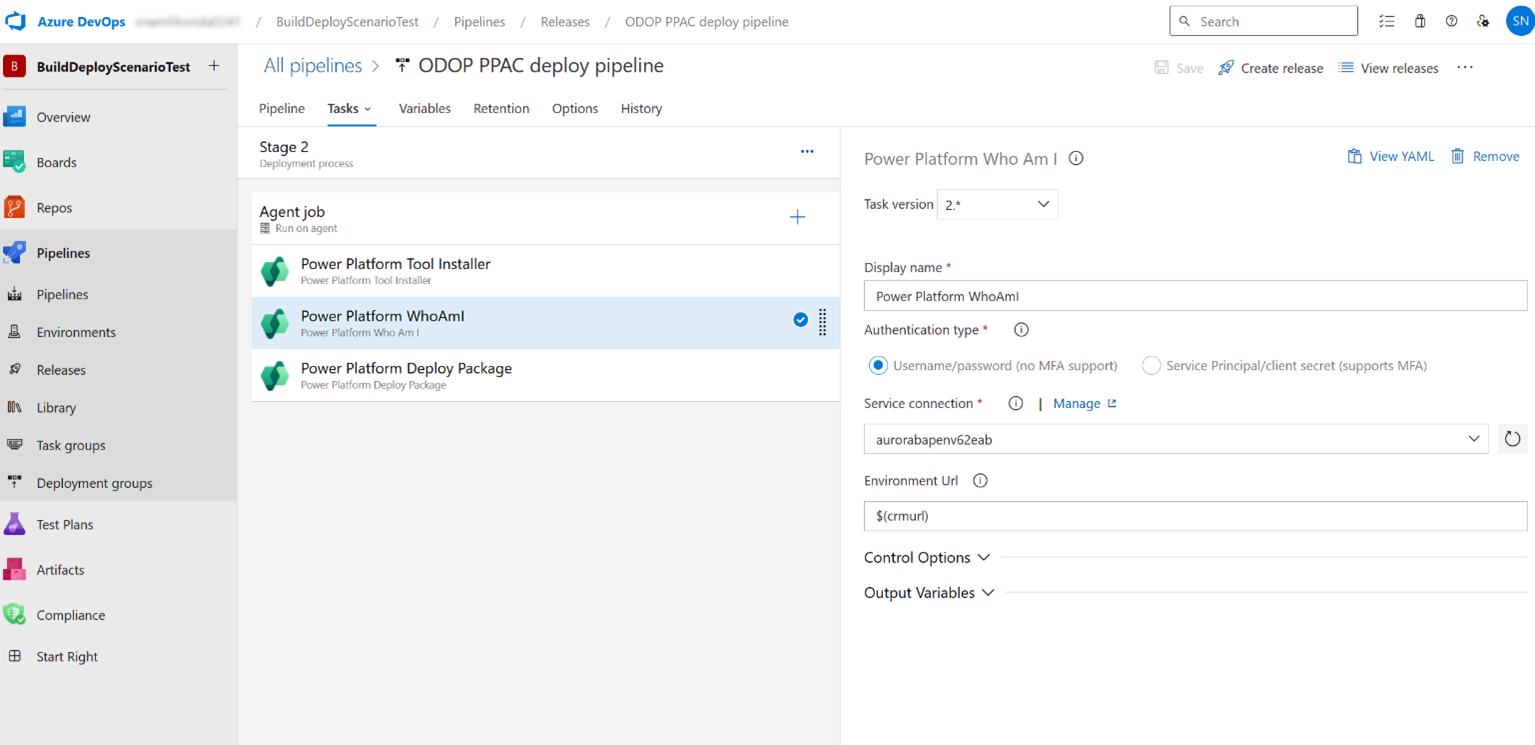 Azure DevOps / BuildDeployScenarioTest / Pipelines / Releases / ODOP PPAC deploy pipeline
Search
SN
B BuildDeployScenarioTest +
Overview
Boards
Repos
Pipelines
Pipelines
Environments
Releases
Library
Task groups
Deployment groups
Test Plans
Artifacts
Compliance
Start Right
All pipelines > ODOP PPAC deploy pipeline
Save Create release View releases ...
Pipeline Tasks Variables Retention Options History
Stage 2
Deployment process
...
Agent job
Run on agent
+
Power Platform Tool Installer
Power Platform Tool Installer
Power Platform WhoAmI
Power Platform Who Am I
Power Platform Deploy Package
Power Platform Deploy Package
Power Platform Who Am I
View YAML Remove
Task version 2.*
Display name *
Power Platform WhoAmI
Authentication type *
Username/password (no MFA support) Service Principal/client secret (supports MFA)
Service connection * | Manage
aurorabapenv62eab
Environment Url
$(crmurl)
Control Options
Output Variables